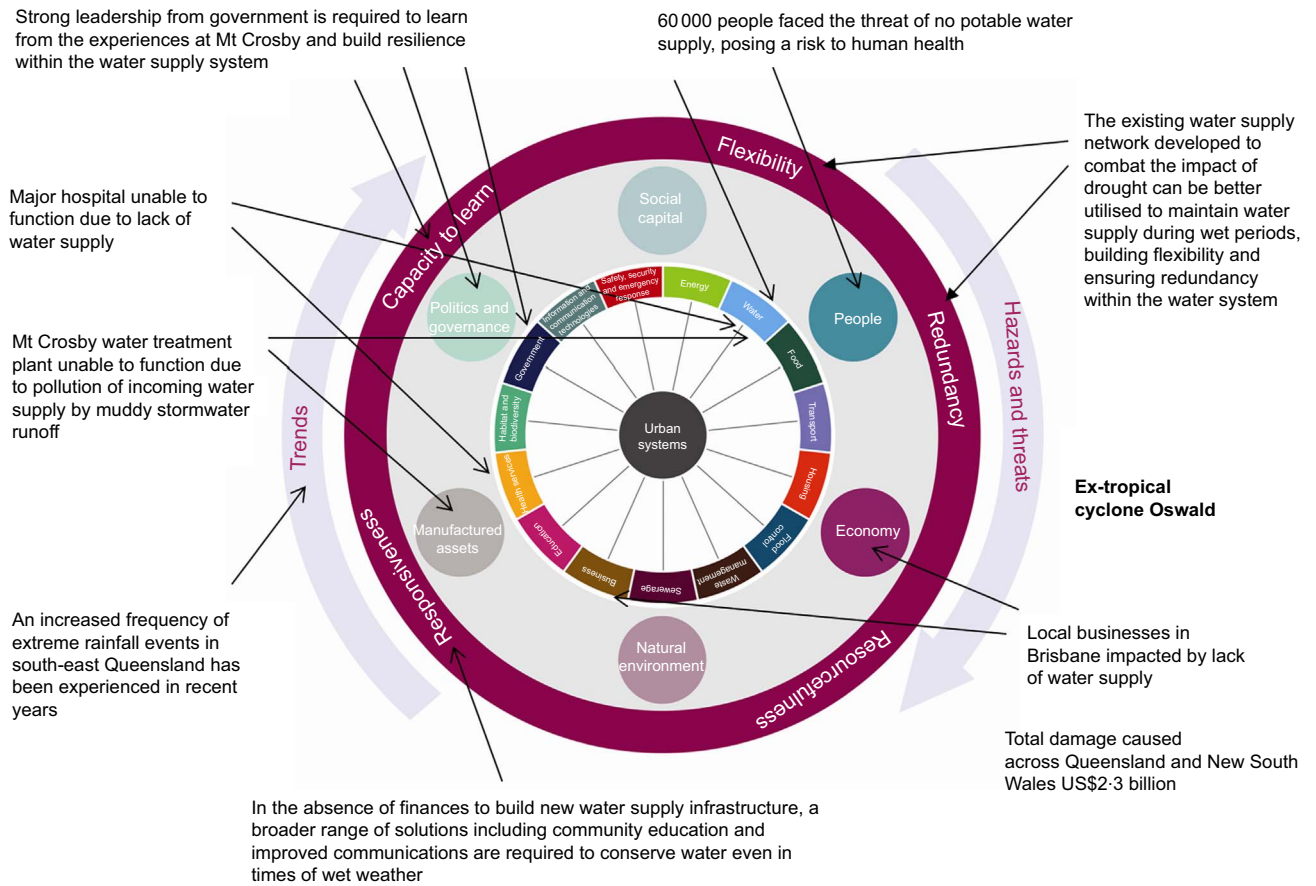 Strong leadership from government is required to learn
from the experiences at Mt Crosby and build resilience
within the water supply system
60 000 people faced the threat of no potable water
supply, posing a risk to human health
The existing water supply
network developed to
combat the impact of
drought can be better
utilised to maintain water
supply during wet periods,
building flexibility and
ensuring redundancy
within the water system
Major hospital unable to
function due to lack of
water supply
Mt Crosby water treatment
plant unable to function due
to pollution of incoming water
supply by muddy stormwater
runoff
An increased frequency of
extreme rainfall events in
south-east Queensland has
been experienced in recent
years
Trends
Hazards and threats
Flexibility
Redundancy
Resourcefulness
Responsiveness
Capacity to learn
Social
capital
People
Economy
Natural
environment
Manufactured
assets
Politics and
governance
Energy
Water
Food
Transport
Housing
Flood
control
Waste
management
Sewerage
Business
Education
Health services
Habitat and
biodiversity
Government
Information and
communication
technologies
Safety, security
and emergency
response
Urban
systems
Ex-tropical
cyclone Oswald
Local businesses in
Brisbane impacted by lack
of water supply
Total damage caused
across Queensland and New South
Wales US$2·3 billion
In the absence of finances to build new water supply infrastructure, a
broader range of solutions including community education and
improved communications are required to conserve water even in
times of wet weather